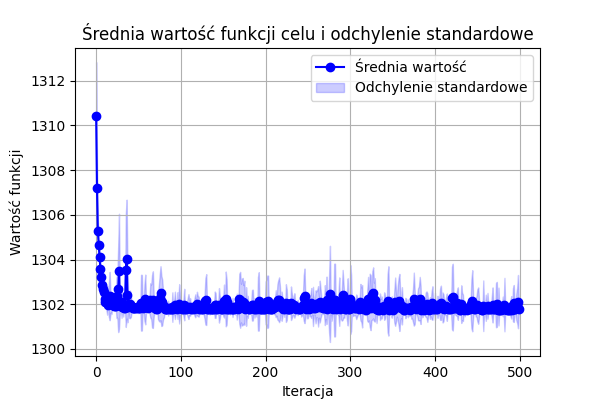 Średnia wartość funkcji celu i odchylenie standardowe
Średnia wartość
Odchylenie standardowe
Wartość funkcji
1312
1310
1308
1306
1304
1302
1300
0 100 200 300 400 500
Iteracja